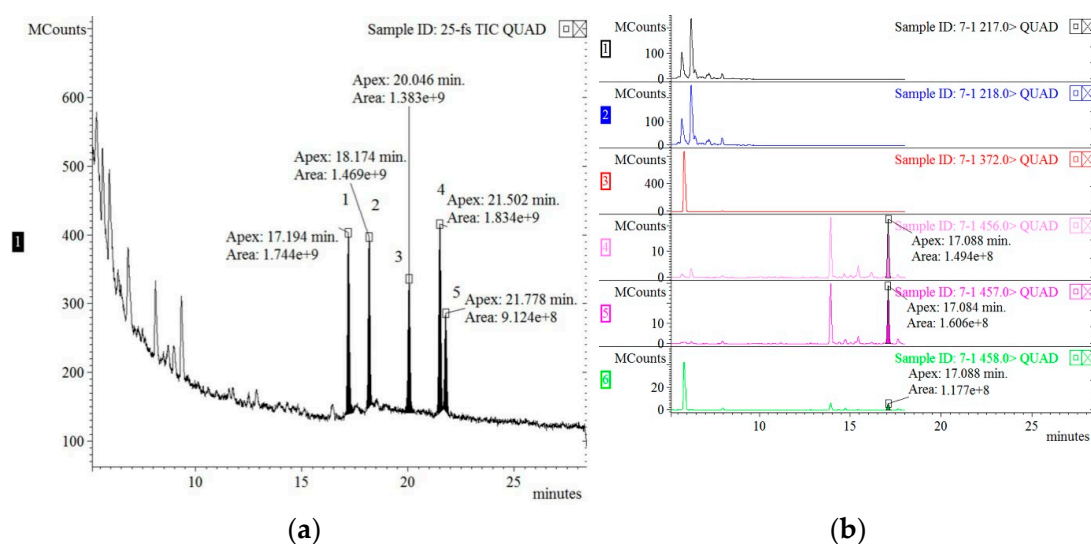 MCounts
Sample ID: 25-fs TIC QUAD
600
500
400
300
200
100
1
Apex: 20.046 min.
Area: 1.383e+9
Apex: 18.174 min.
Area: 1.469e+9
1
2
3
4
5
Apex: 21.502 min.
Area: 1.834e+9
Apex: 17.194 min.
Area: 1.744e+9
Apex: 21.778 min.
Area: 9.124e+8
10
15
20
25
minutes
(a)
MCounts
Sample ID: 7-1 217.0> QUAD
1
100
0
MCounts
Sample ID: 7-1 218.0> QUAD
2
100
0
MCounts
Sample ID: 7-1 372.0> QUAD
3
400
0
MCounts
Sample ID: 7-1 456.0> QUAD
4
10
0
Apex: 17.088 min.
Area: 1.494e+8
MCounts
Sample ID: 7-1 457.0> QUAD
5
10
0
Apex: 17.084 min.
Area: 1.606e+8
MCounts
Sample ID: 7-1 458.0> QUAD
6
20
0
Apex: 17.088 min.
Area: 1.177e+8
10
15
20
25
minutes
(b)